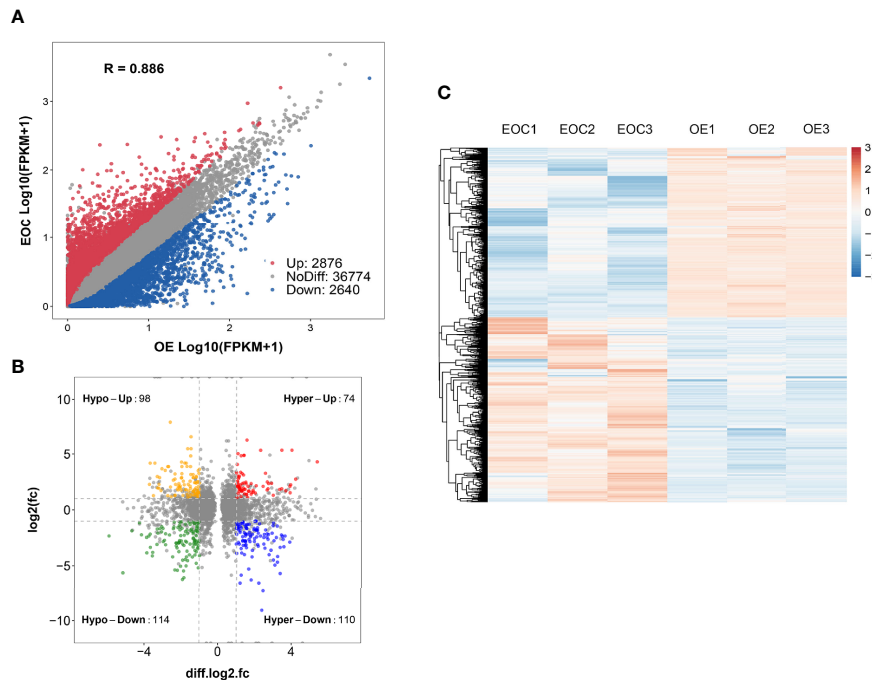 A
R = 0.886
EOC Log10(FPKM+1)
3
2
1
0
Up: 2876
NoDiff: 36774
Down: 2640
0
1
2
3
OE Log10(FPKM+1)
B
Hypo – Up : 98
Hyper – Up : 74
log2(fc)
10
5
0
−5
−10
Hypo – Down : 114
Hyper – Down : 110
−4
0
4
diff.log2.fc
C
EOC1
EOC2
EOC3
OE1
OE2
OE3
3
2
1
0